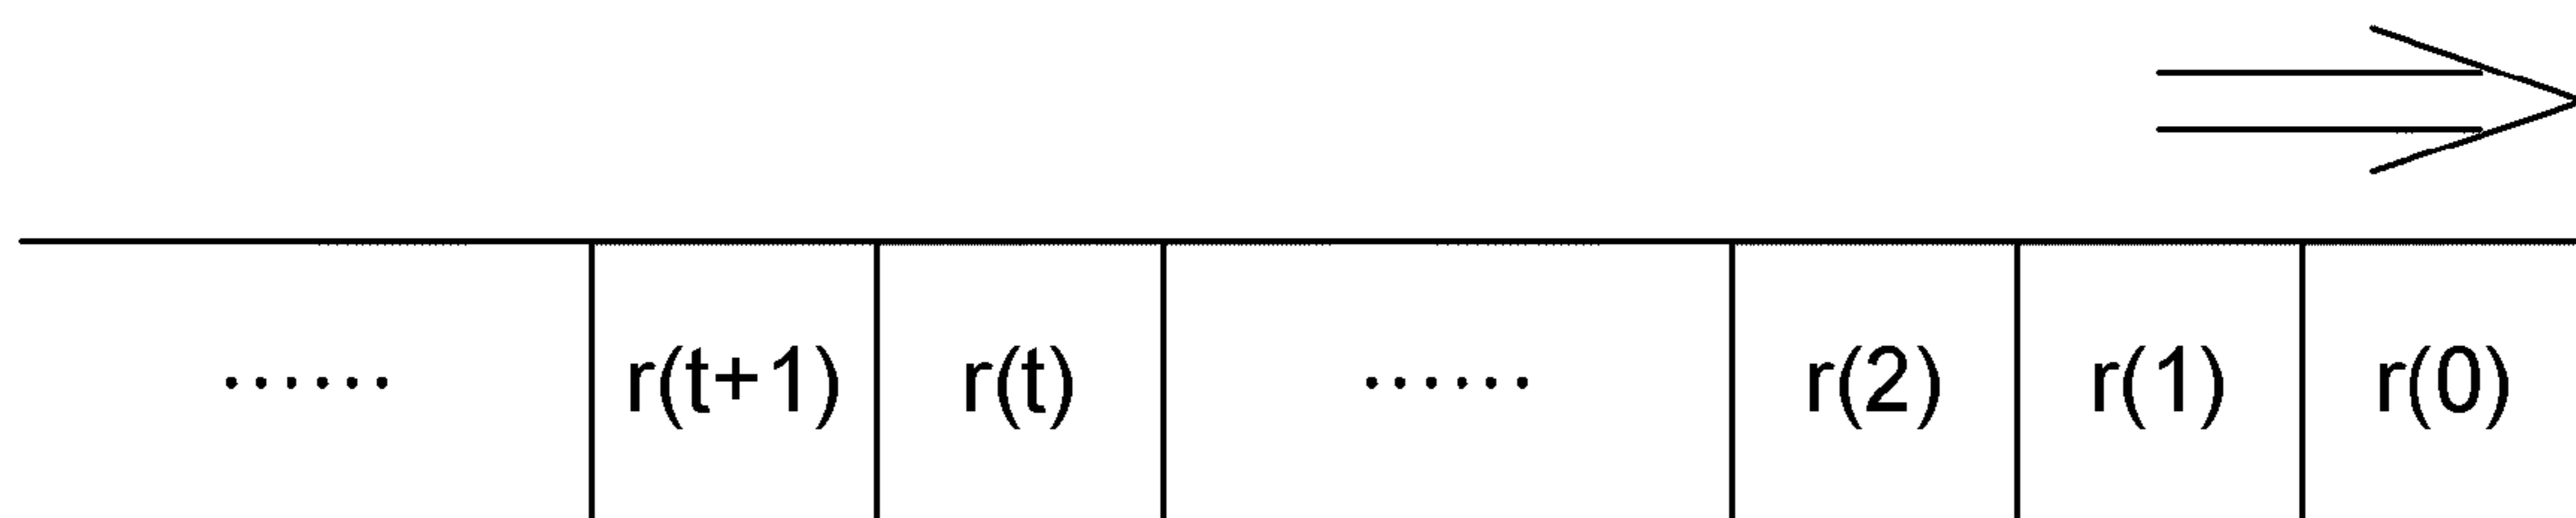 ...... r(t+1) r(t) ...... r(2) r(1) r(0)